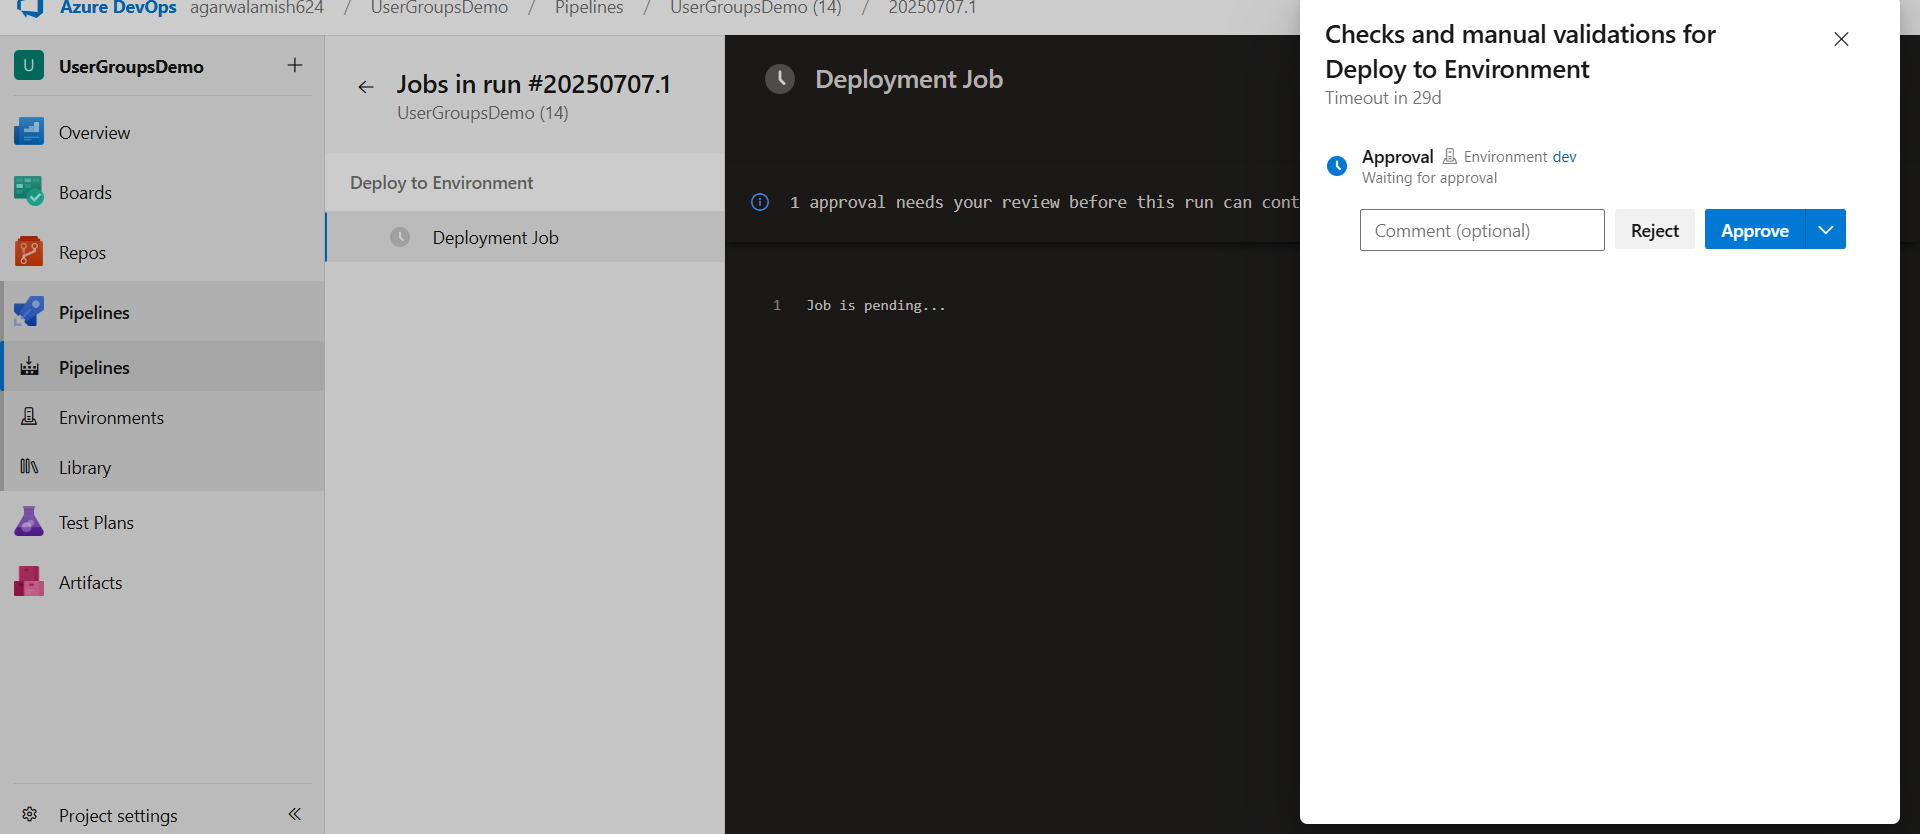 Azure DevOps agarwalamish624 / UserGroupsDemo / Pipelines / UserGroupsDemo (14) / 20250707.1
U UserGroupsDemo +
Overview
Boards
Repos
Pipelines
Pipelines
Environments
Library
Test Plans
Artifacts
Project settings
Jobs in run #20250707.1
UserGroupsDemo (14)
Deploy to Environment
Deployment Job
Deployment Job
1 approval needs your review before this run can cont
1 Job is pending...
Checks and manual validations for
Deploy to Environment
Timeout in 29d
Approval Environment dev
Waiting for approval
Comment (optional) Reject Approve